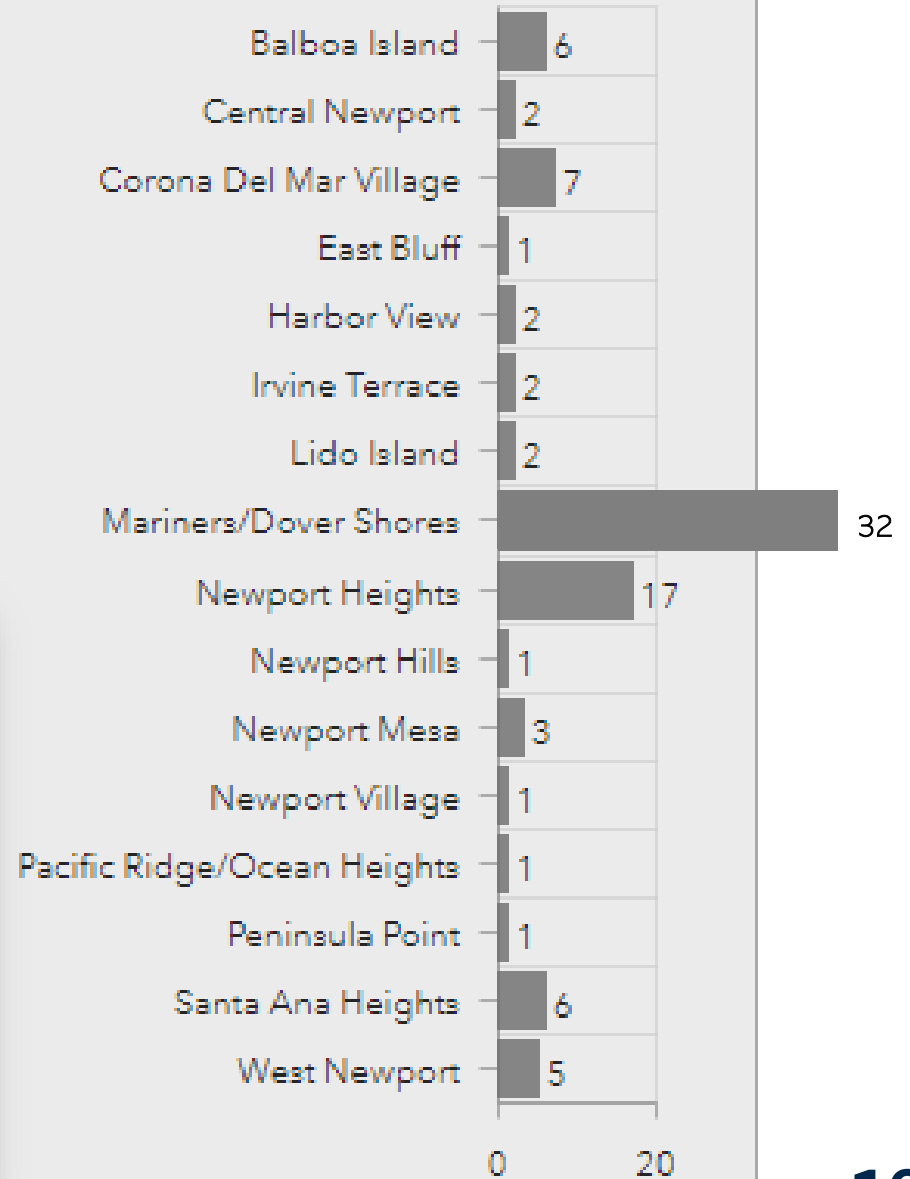 Balboa Island 6
Central Newport 2
Corona Del Mar Village 7
East Bluff 1
Harbor View 2
Irvine Terrace 2
Lido Island 2
Mariners/Dover Shores 32
Newport Heights 17
Newport Hills 1
Newport Mesa 3
Newport Village 1
Pacific Ridge/Ocean Heights 1
Peninsula Point 1
Santa Ana Heights 6
West Newport 5
0 20